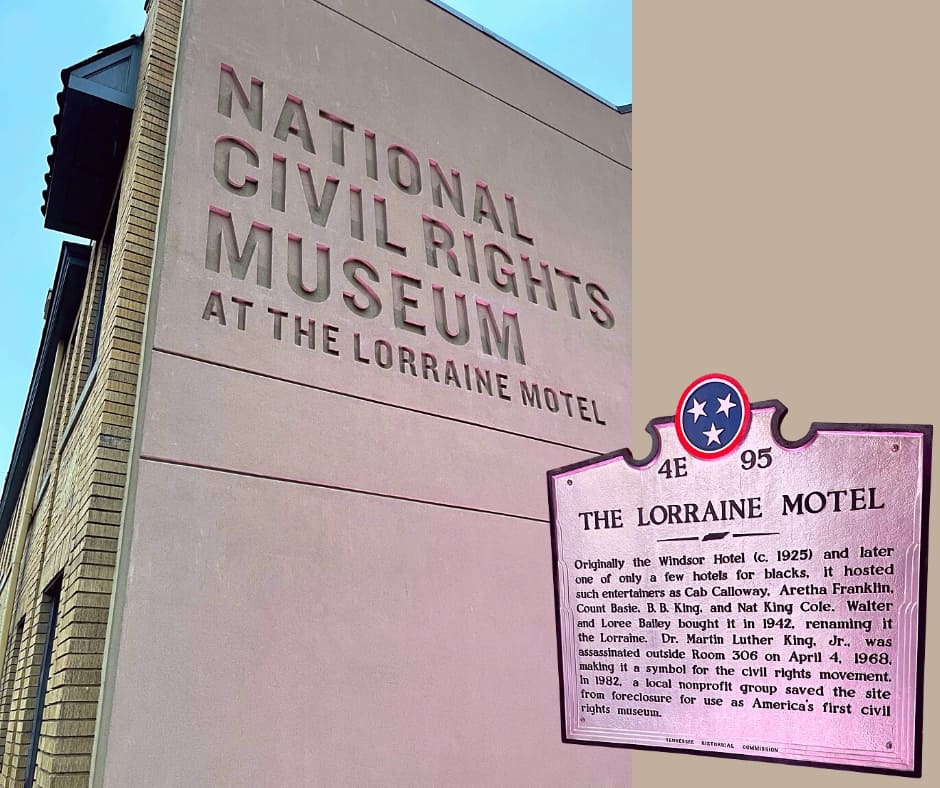 NATIONAL
CIVIL RIGHTS
MUSEUM
AT THE LORRAINE MOTEL
4E 95
THE LORRAINE MOTEL
Originally the Windsor Hotel (c. 1925) and later
one of only a few hotels for blacks, it hosted
such entertainers as Cab Calloway, Aretha Franklin,
Count Basie, B. B. King, and Nat King Cole. Walter
and Loree Bailey bought it in 1942, renaming it
the Lorraine. Dr. Martin Luther King, Jr., was
assassinated outside Room 306 on April 4, 1968,
making it a symbol for the civil rights movement.
In 1982, a local nonprofit group saved the site
from foreclosure for use as America's first civil
rights museum.
TENNESSEE HISTORICAL COMMISSION